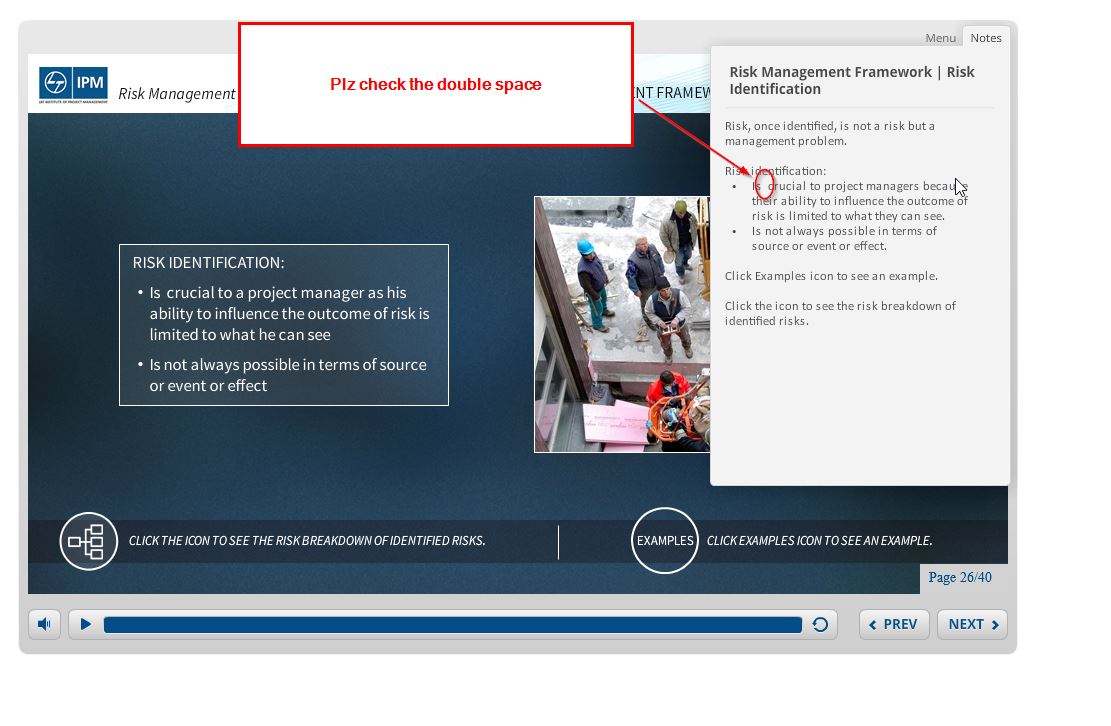 Menu
Notes
Plz check the double space
IPM
L&T INSTITUTE OF PROJECT MANAGEMENT
Risk Management
NT FRAMEW
Risk Management Framework | Risk
Identification
Risk, once identified, is not a risk but a
management problem.
Risk identification:
• Is  crucial to project managers because
their ability to influence the outcome of
risk is limited to what they can see.
• Is not always possible in terms of
source or event or effect.
Click Examples icon to see an example.
Click the icon to see the risk breakdown of
identified risks.
RISK IDENTIFICATION:
• Is  crucial to a project manager as his
ability to influence the outcome of risk is
limited to what he can see
• Is not always possible in terms of source
or event or effect
CLICK THE ICON TO SEE THE RISK BREAKDOWN OF IDENTIFIED RISKS.
EXAMPLES
CLICK EXAMPLES ICON TO SEE AN EXAMPLE.
Page 26/40
PREV
NEXT